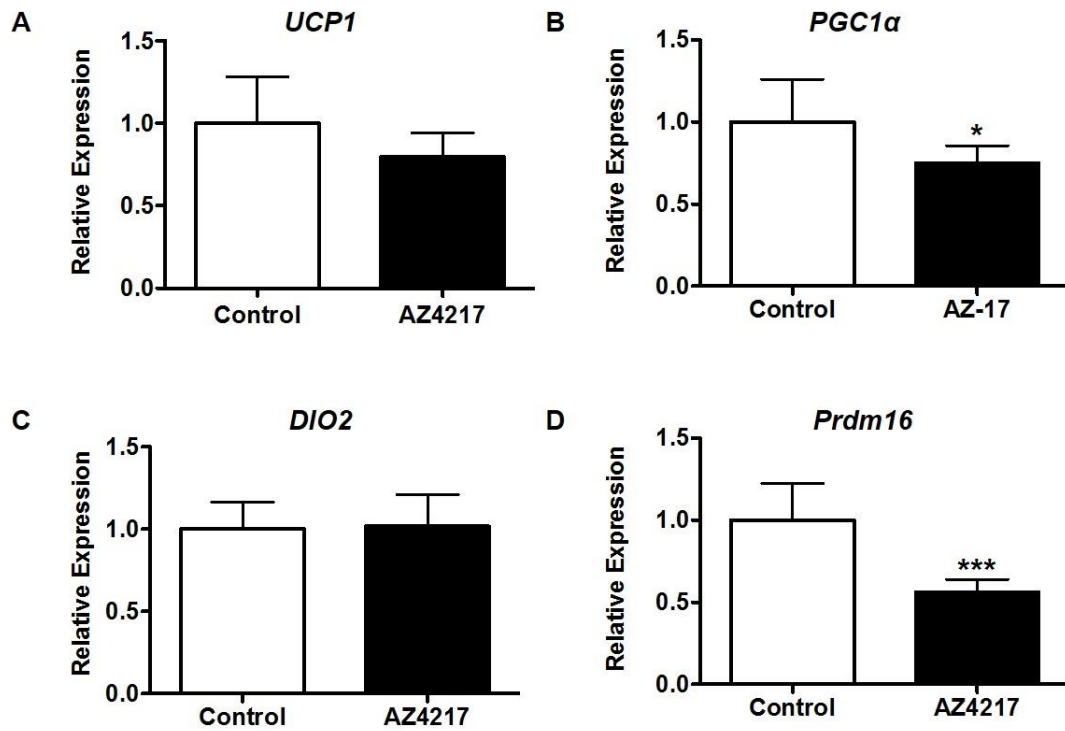 A
UCP1
Relative Expression
1.5
1.0
0.5
0.0
Control
AZ4217
B
PGC1α
Relative Expression
1.5
1.0
0.5
0.0
*
Control
AZ-17
C
DIO2
Relative Expression
1.5
1.0
0.5
0.0
Control
AZ4217
D
Prdm16
Relative Expression
1.5
1.0
0.5
0.0
***
Control
AZ4217